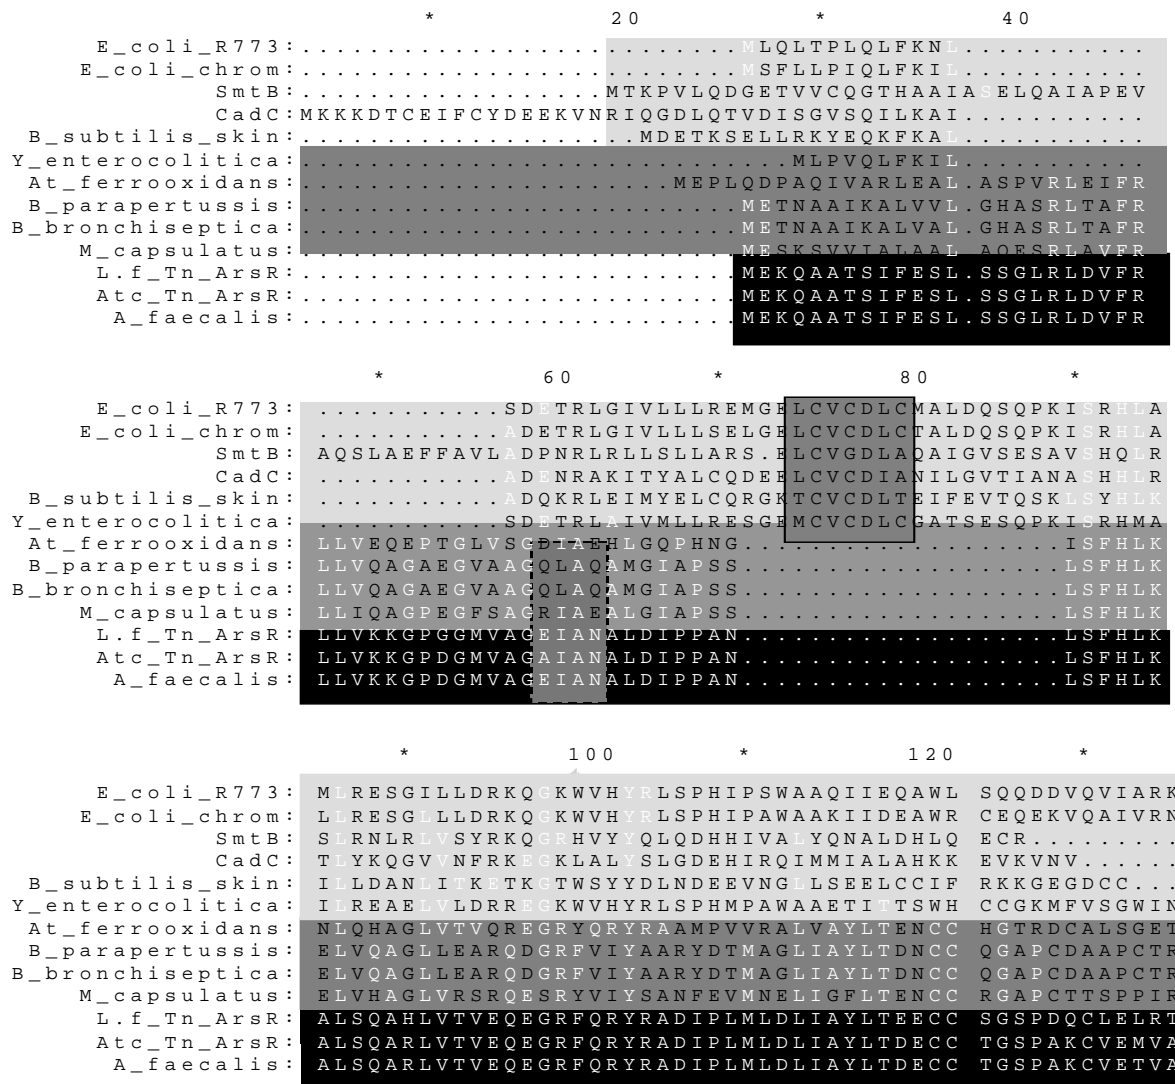 * 20 * 40
E_coli_R773:..........................MLQLTPLQLFKNL..........
E_coli_chrom:..........................MSFLLPIQLFKIL..........
SmtB:..................MTKPVLQDGETVVCQGTHAAIASELQAIAPEV
CadC:MKKKDTCEIFCYDEEKVNRIQGDLQTVDISGVSQILKAI...........
B_subtilis_skin:....................MDETKSELLRKYEQKFKAL...........
Y_enterocolitica:.............................MLPVQLFKIL...........
At_ferrooxidans:......................MEPLQDPAQIVARLEAL.ASPVRLEIFR
B_parapertussis:..........................METNAAIKALVVL.GHASRLTAFR
B_bronchiseptica:..........................METNAAIKALVAL.GHASRLTAFR
M_capsulatus:..........................MESKSVVIALAAL.AQESRLAVFR
L.f_Tn_ArsR:..........................MEKQAATSIFESL.SSGLRLDVFR
Atc_Tn_ArsR:..........................MEKQAATSIFESL.SSGLRLDVFR
A_faecalis:..........................MEKQAATSIFESL.SSGLRLDVFR
* 60 * 80 *
E_coli_R773:...........SDETRLGIVLLLREMGELCVCDLCMALDQSQPKISRHLA
E_coli_chrom:...........ADETRLGIVLLLSELGELCVCDLCTALDQSQPKISRHLA
SmtB:AQSLAEFFAVLADPNRLRLLSLLARS.ELCVGDLAQAIGVSESAVSHQLR
CadC:...........ADENRAKITYALCQDEELCVCDIANILGVTIANASHHLR
B_subtilis_skin:...........ADQKRLEIMYELCQRGKTCVCDLTEIFEVTQSKLSYHLK
Y_enterocolitica:...........SDETRLAIVMLLRESGEMCVCDLCGATSESQPKISRHMA
At_ferrooxidans:LLVEQEPTGLVSGDIAEHLGQPHNG..................ISFHLK
B_parapertussis:LLVQAGAEGVAAGQLAQAMGIAPSS..................LSFHLK
B_bronchiseptica:LLVQAGAEGVAAGQLAQAMGIAPSS..................LSFHLK
M_capsulatus:LLIQAGPEGFSAGRIAEALGIAPSS..................LSFHLK
L.f_Tn_ArsR:LLVKKGPGGMVAGEIANALDIPPAN..................LSFHLK
Atc_Tn_ArsR:LLVKKGPDGMVAGAIANALDIPPAN..................LSFHLK
A_faecalis:LLVKKGPDGMVAGEIANALDIPPAN..................LSFHLK
* 100 * 120 *
E_coli_R773:MLRESGILLDRKQGKWVHYRLSPHIPSWAAQIIEQAWL SQQDDVQVIARK
E_coli_chrom:LLRESGLLLDRKQGKWVHYRLSPHIPAWAAKIIDEAWR CEQEKVQAIVRN
SmtB:SLRNLRLVSYRKQGRHVYYQLQDHHIVALYQNALDHLQ ECR.........
CadC:TLYKQGVVNFRKEGKLALYSLGDEHIRQIMMIALAHKK EVKVNV......
B_subtilis_skin:ILLDANLITKETKGTWSYYDLNDEEVNGLLSEELCCIF RKKGEGDCC...
Y_enterocolitica:ILREAELVLDRREGKWVHYRLSPHMPAWAAETITTSWH CCGKMFVSGWIN
At_ferrooxidans:NLQHAGLVTVQREGRYQRYRAAMPVVRALVAYLTENCC HGTRDCALSGET
B_parapertussis:ELVQAGLLEARQDGRFVIYAARYDTMAGLIAYLTDNCC QGAPCDAAPCTR
B_bronchiseptica:ELVQAGLLEARQDGRFVIYAARYDTMAGLIAYLTDNCC QGAPCDAAPCTR
M_capsulatus:ELVHAGLVRSRQESRYVIYSANFEVMNELIGFLTENCC RGAPCTTSPPIR
L.f_Tn_ArsR:ALSQAHLVTVEQEGRFQRYRADIPLMLDLIAYLTEECC SGSPDQCLELRT
Atc_Tn_ArsR:ALSQARLVTVEQEGRFQRYRADIPLMLDLIAYLTDECC TGSPAKCVEMVA
A_faecalis:ALSQARLVTVEQEGRFQRYRADIPLMLDLIAYLTDECC TGSPAKCVETVA